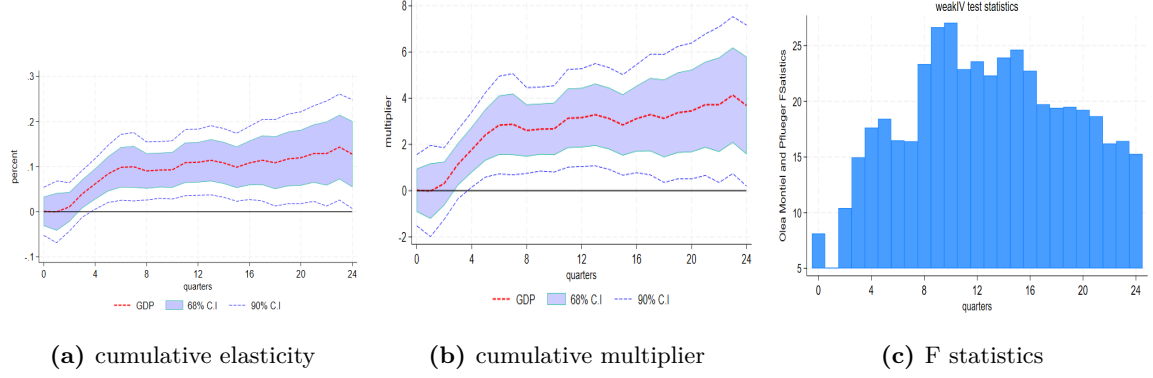 .3
.2
.1
0
-.1
percent
0 4 8 12 16 20 24
quarters
GDP 68% C.I 90% C.I
(a) cumulative elasticity
8
6
4
2
0
-2
multiplier
0 4 8 12 16 20 24
quarters
GDP 68% C.I 90% C.I
(b) cumulative multiplier
weakIV test statistics
25
20
15
10
5
Olea Montiel and Pflueger FStatistics
0 4 8 12 16 20 24
quarters
(c) F statistics